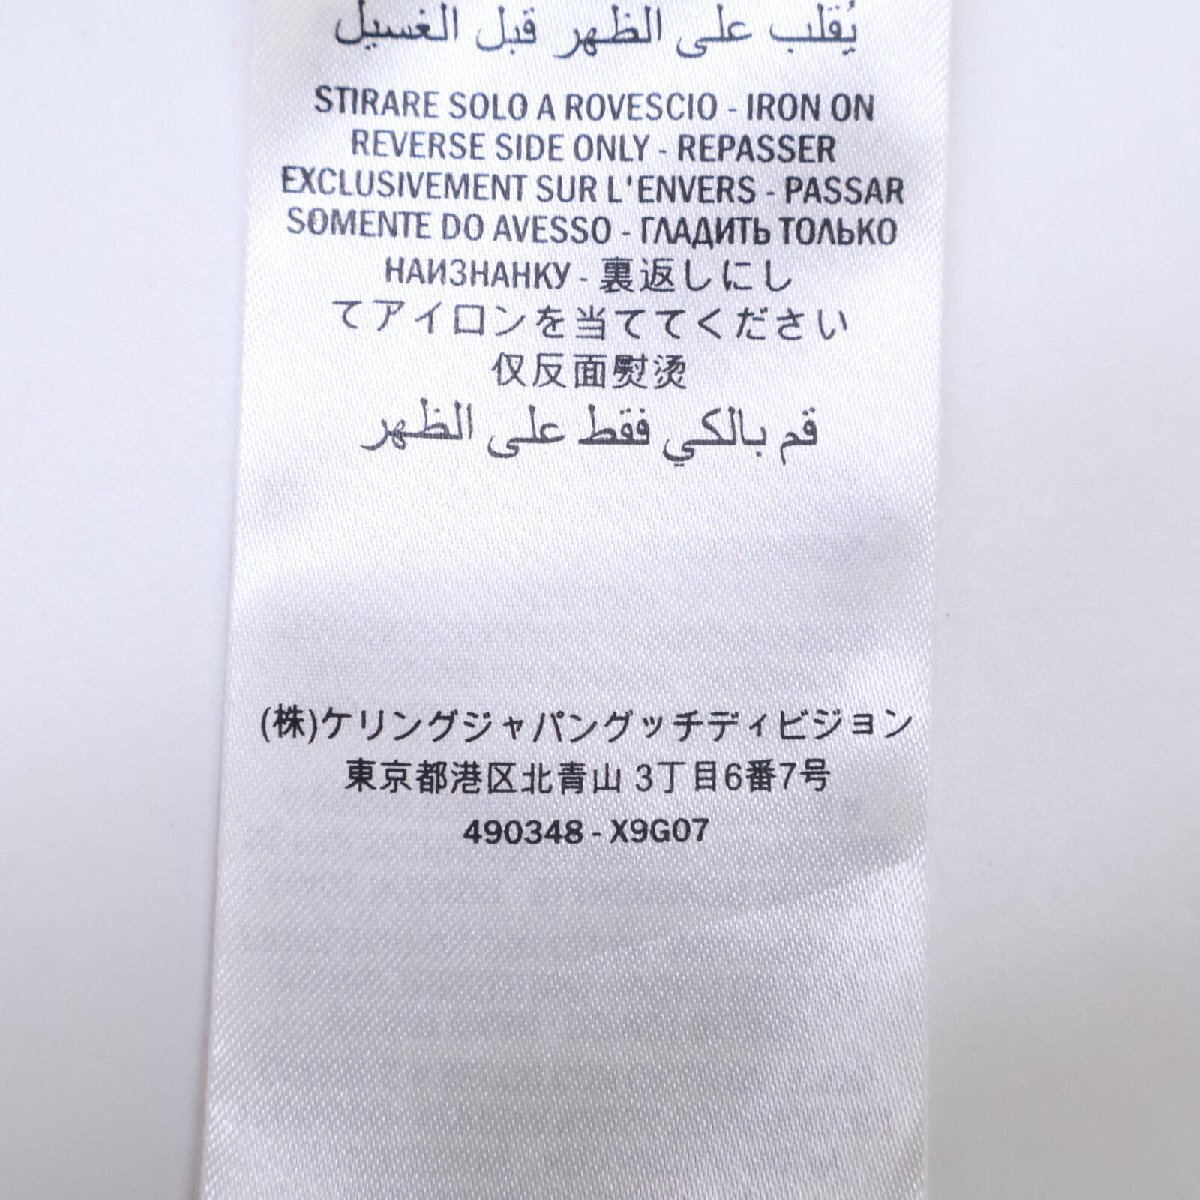 يُقلب على الظهر قبل الغسيل
STIRARE SOLO A ROVESCIO - IRON ON
REVERSE SIDE ONLY - REPASSER
EXCLUSIVEMENT SUR L'ENVERS - PASSAR
SOMENTE DO AVESSO - ГЛАДИТЬ ТОЛЬКО
НАИЗНАНКУ - 裏返しにし
てアイロンを当ててください
仅反面熨烫
قم بالكي فقط على الظهر
(株)ケリングジャパングッチディビジョン
東京都港区北青山 3丁目6番7号
490348 - X9G07